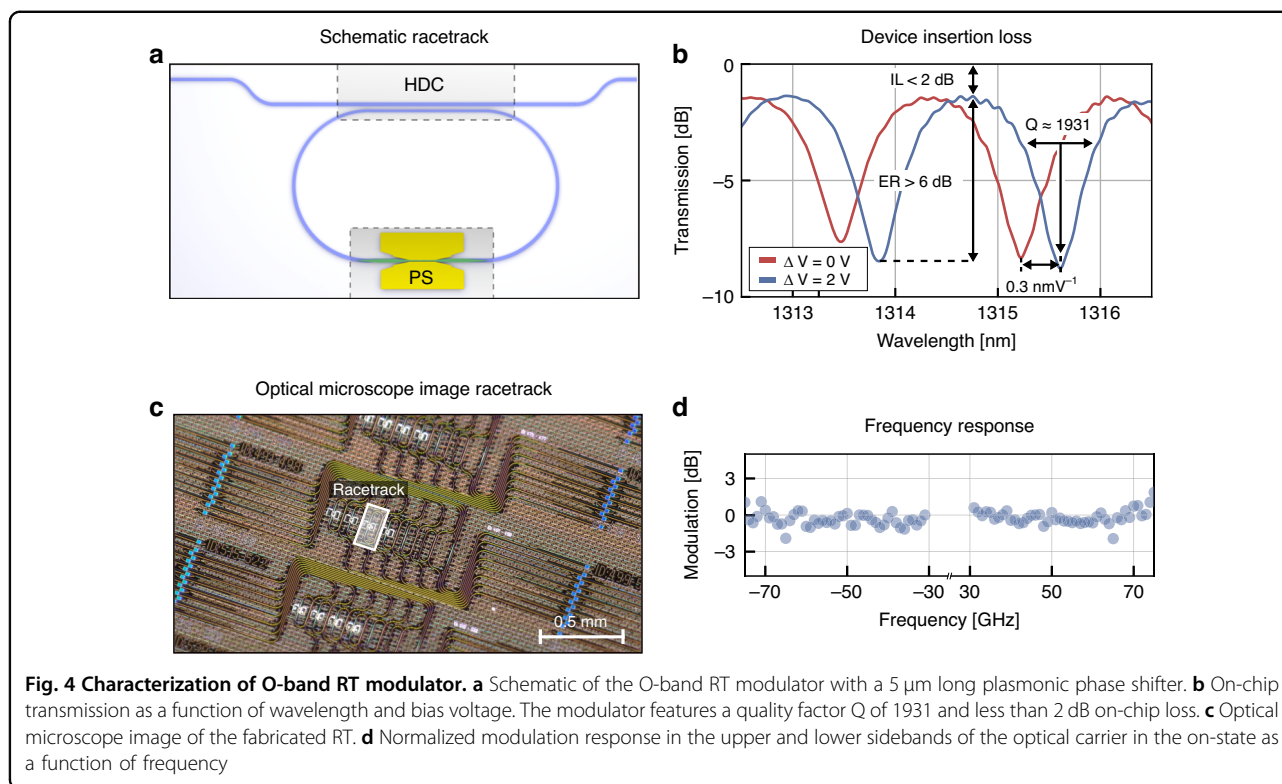 a
Schematic racetrack
HDC
PS
b
Device insertion loss
0
−5
−10
Transmission [dB]
IL < 2 dB
Q ≈ 1931
ER > 6 dB
Δ V = 0 V
Δ V = 2 V
0.3 nmV⁻¹
1313
1314
1315
1316
Wavelength [nm]
c
Optical microscope image racetrack
Racetrack
0.5 mm
d
Frequency response
Modulation [dB]
3
0
−3
−70
−50
−30
30
50
70
Frequency [GHz]
Fig. 4 Characterization of O-band RT modulator. a Schematic of the O-band RT modulator with a 5 μm long plasmonic phase shifter. b On-chip
transmission as a function of wavelength and bias voltage. The modulator features a quality factor Q of 1931 and less than 2 dB on-chip loss. c Optical
microscope image of the fabricated RT. d Normalized modulation response in the upper and lower sidebands of the optical carrier in the on-state as
a function of frequency